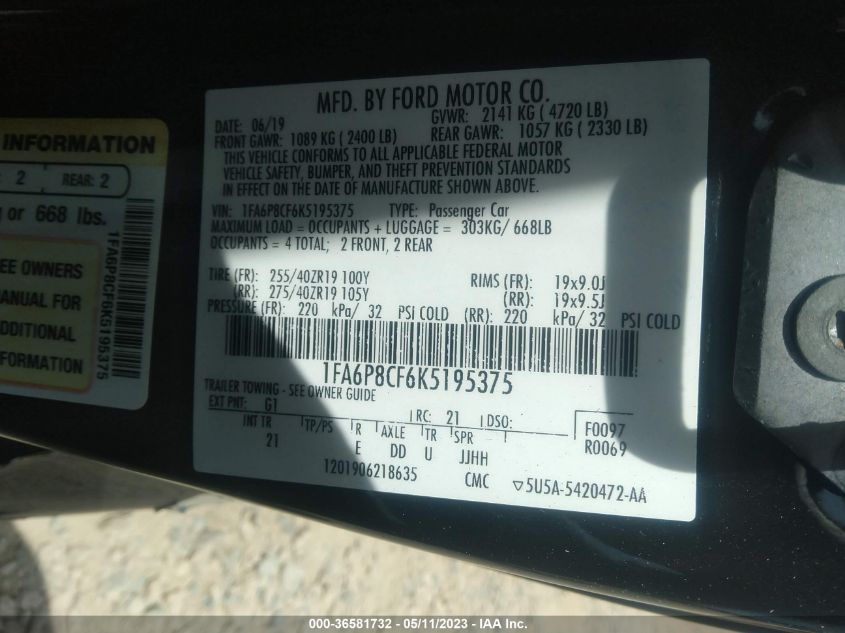 MFD. BY FORD MOTOR CO.
DATE: 06/19 GVWR: 2141 KG ( 4720 LB)
FRONT GAWR: 1089 KG ( 2400 LB) REAR GAWR: 1057 KG ( 2330 LB)
THIS VEHICLE CONFORMS TO ALL APPLICABLE FEDERAL MOTOR
VEHICLE SAFETY, BUMPER, AND THEFT PREVENTION STANDARDS
IN EFFECT ON THE DATE OF MANUFACTURE SHOWN ABOVE.
VIN: 1FA6P8CF6K5195375 TYPE: Passenger Car
MAXIMUM LOAD = OCCUPANTS + LUGGAGE = 303KG/ 668LB
OCCUPANTS = 4 TOTAL; 2 FRONT, 2 REAR
TIRE (FR): 255/40ZR19 100Y RIMS (FR): 19x9.0J
(RR): 275/40ZR19 105Y (RR): 19x9.5J
PRESSURE (FR): 220 kPa/ 32 PSI COLD (RR): 220 kPa/ 32 PSI COLD
1FA6P8CF6K5195375
TRAILER TOWING - SEE OWNER GUIDE
EXT PNT: G1 RC: 21 DSO: F0097
INT TR TP/PS R AXLE TR SPR R0069
21 E DD U JJHH
1201906218635 CMC ▽5U5A-5420472-AA
INFORMATION
: 2 REAR: 2
or 668 lbs.
SEE OWNERS
MANUAL FOR
ADDITIONAL
INFORMATION
1FA6P8CF6K5195375
000-36581732 - 05/11/2023 - IAA Inc.